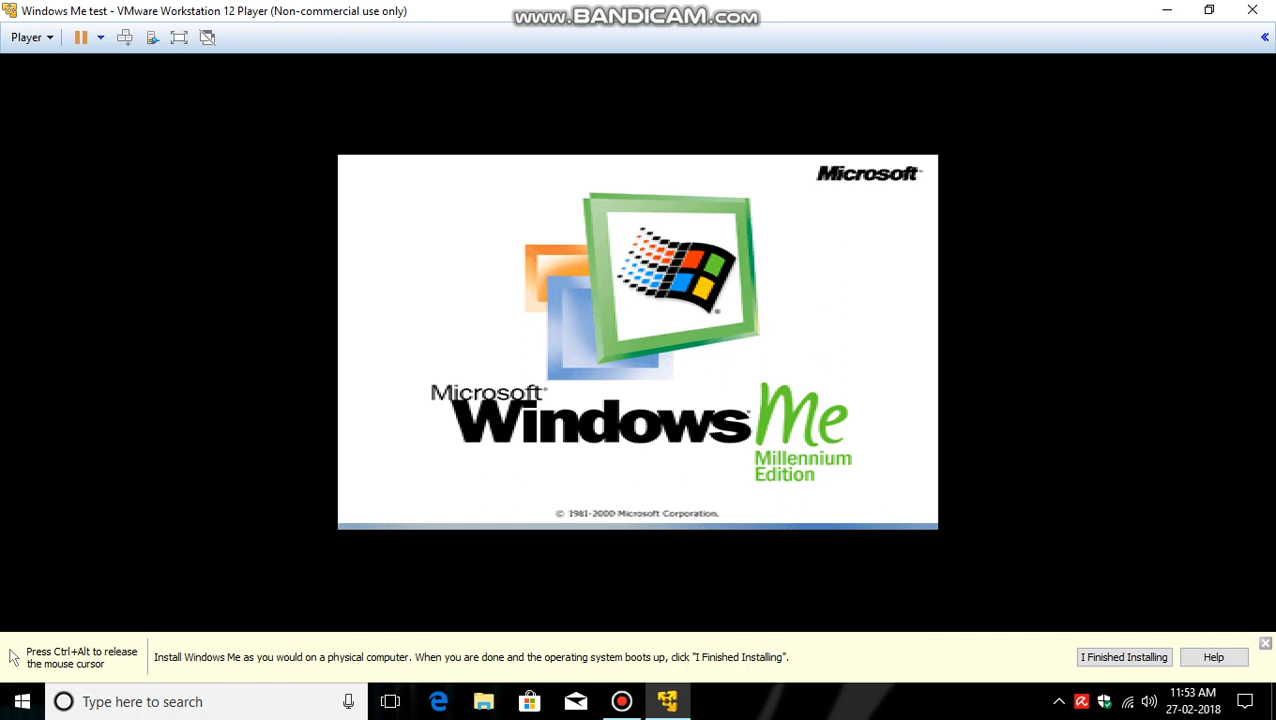 Windows Me test - VMware Workstation 12 Player (Non-commercial use only)
www.BANDICAM.com
Player
Microsoft
Microsoft®
Windows® Me
Millennium
Edition
© 1981-2000 Microsoft Corporation.
Press Ctrl+Alt to release
the mouse cursor
Install Windows Me as you would on a physical computer. When you are done and the operating system boots up, click "I Finished Installing".
I Finished Installing
Help
Type here to search
11:53 AM
27-02-2018